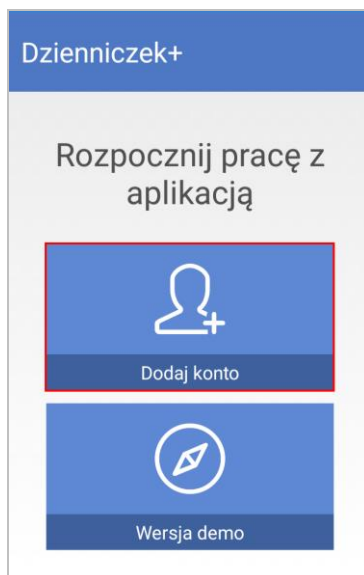 Dzienniczek+
Rozpocznij pracę z
aplikacją
Dodaj konto
Wersja demo